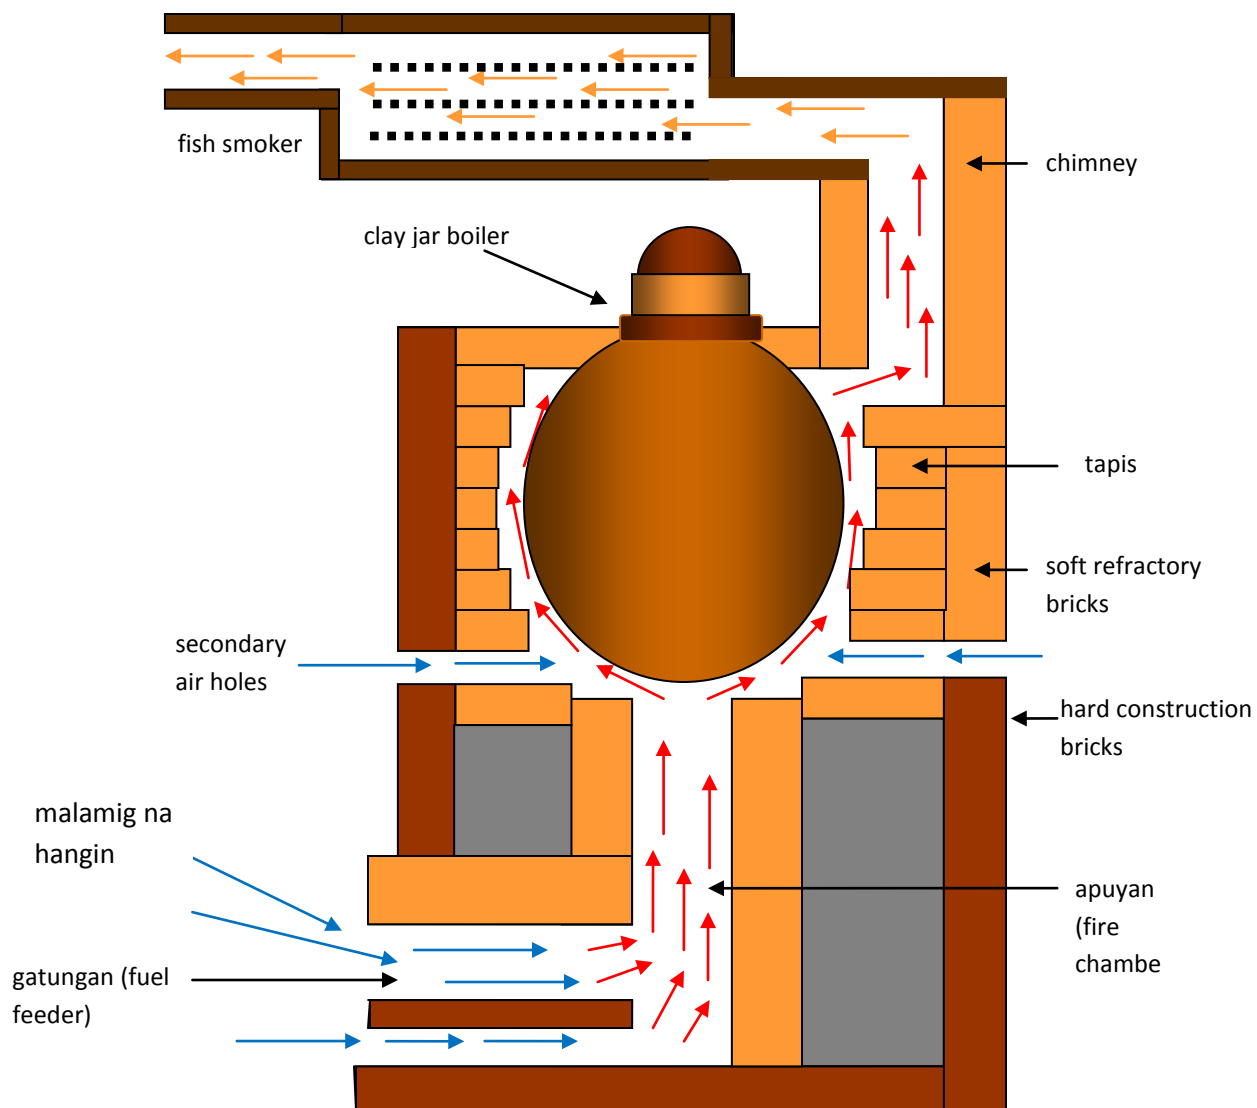 fish smoker
chimney
clay jar boiler
tapis
soft refractory
bricks
secondary
air holes
hard construction
bricks
malamig na
hangin
apuyan
(fire
chambe
gatungan (fuel
feeder)